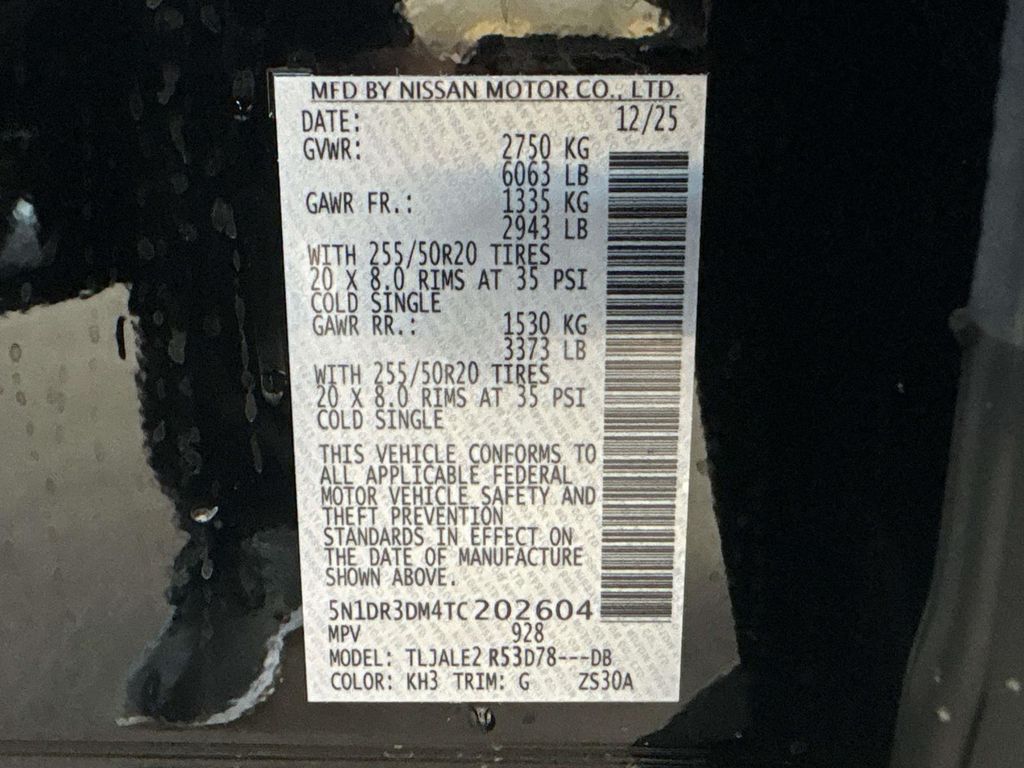 MFD BY NISSAN MOTOR CO., LTD.
DATE: 12/25
GVWR: 2750 KG
6063 LB
GAWR FR.: 1335 KG
2943 LB
WITH 255/50R20 TIRES
20 X 8.0 RIMS AT 35 PSI
COLD SINGLE
GAWR RR.: 1530 KG
3373 LB
WITH 255/50R20 TIRES
20 X 8.0 RIMS AT 35 PSI
COLD SINGLE
THIS VEHICLE CONFORMS TO
ALL APPLICABLE FEDERAL
MOTOR VEHICLE SAFETY AND
THEFT PREVENTION
STANDARDS IN EFFECT ON
THE DATE OF MANUFACTURE
SHOWN ABOVE.
5N1DR3DM4TC202604
MPV 928
MODEL: TLJALE2 R53D78---DB
COLOR: KH3 TRIM: G ZS30A